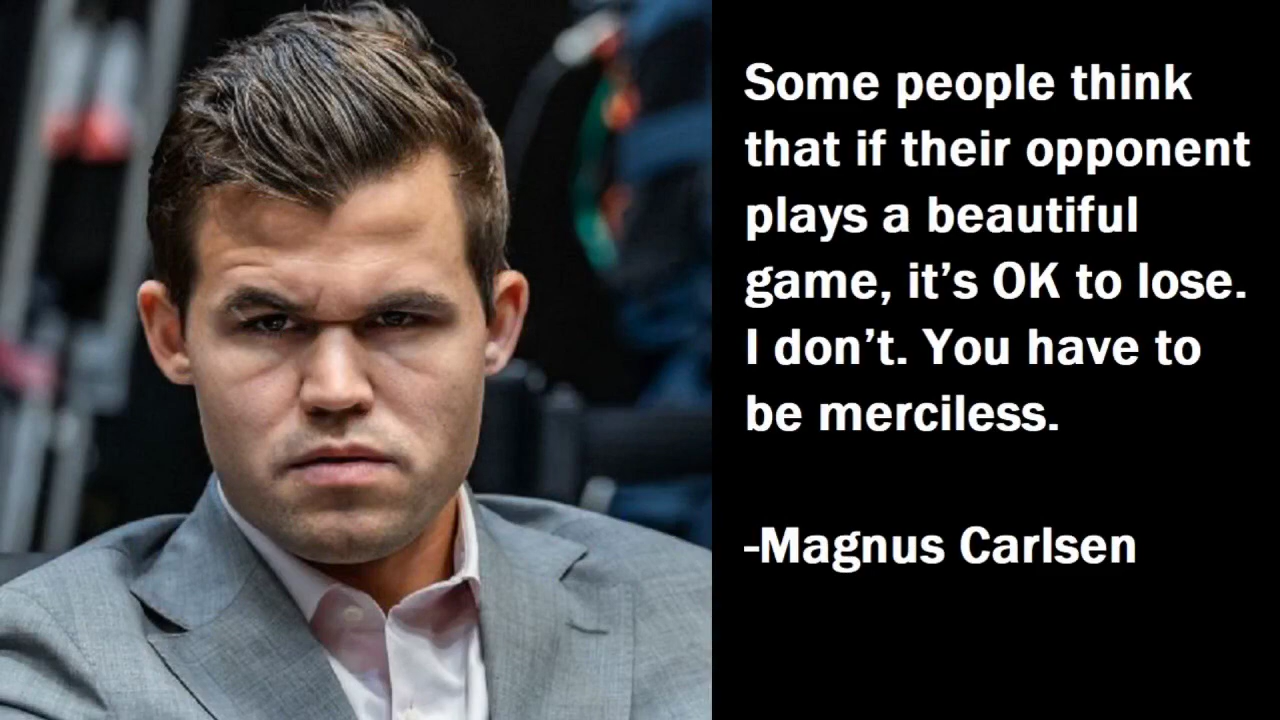 Some people think
that if their opponent
plays a beautiful
game, it’s OK to lose.
I don’t. You have to
be merciless.
-Magnus Carlsen